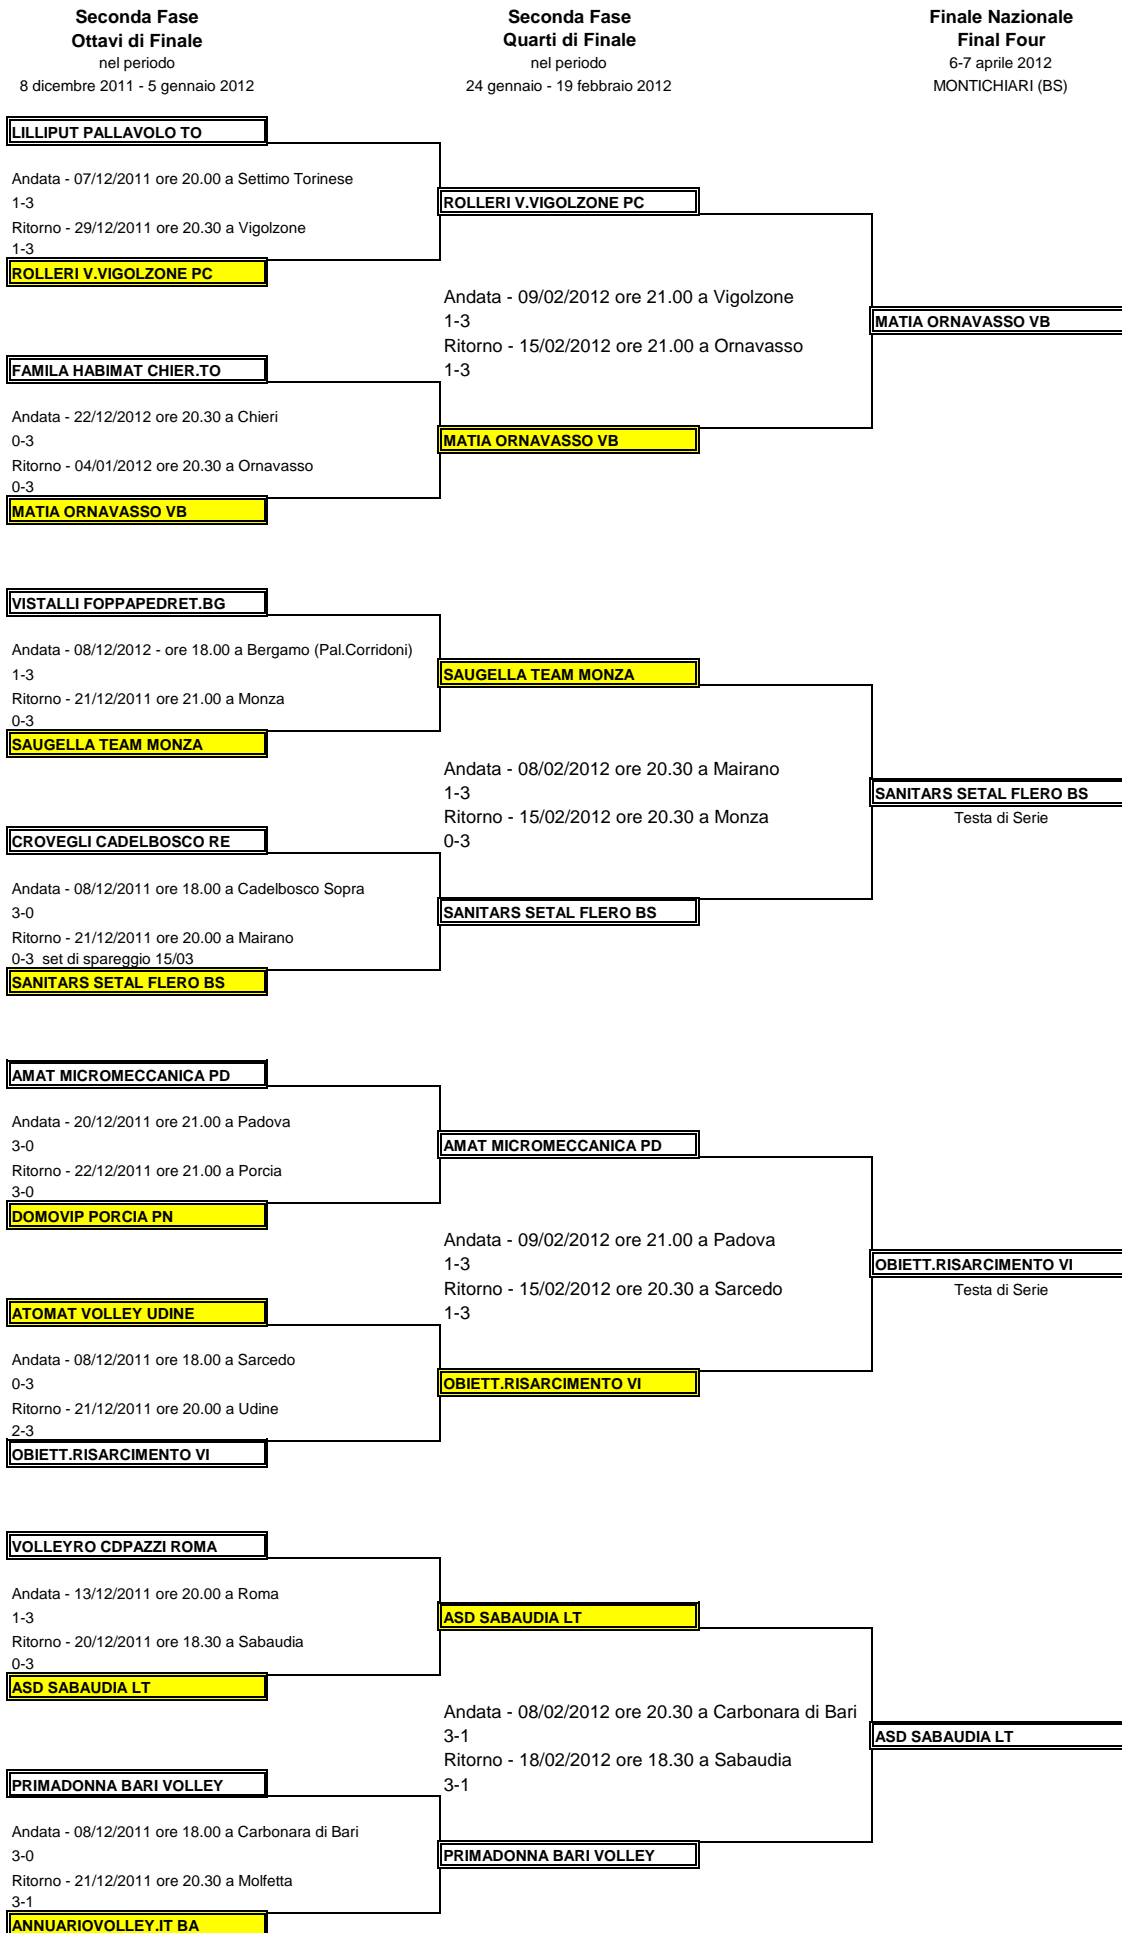 Seconda Fase
Ottavi di Finale
nel periodo
8 dicembre 2011 - 5 gennaio 2012
Seconda Fase
Quarti di Finale
nel periodo
24 gennaio - 19 febbraio 2012
Finale Nazionale
Final Four
6-7 aprile 2012
MONTICHIARI (BS)
LILLIPUT PALLAVOLO TO
Andata - 07/12/2011 ore 20.00 a Settimo Torinese
1-3
Ritorno - 29/12/2011 ore 20.30 a Vigolzone
1-3
ROLLERI V.VIGOLZONE PC
FAMILA HABIMAT CHIER.TO
Andata - 22/12/2012 ore 20.30 a Chieri
0-3
Ritorno - 04/01/2012 ore 20.30 a Ornavasso
0-3
MATIA ORNAVASSO VB
VISTALLI FOPPAPEDRET.BG
Andata - 08/12/2012 - ore 18.00 a Bergamo (Pal.Corridoni)
1-3
Ritorno - 21/12/2011 ore 21.00 a Monza
0-3
SAUGELLA TEAM MONZA
CROVEGLI CADELBOSCO RE
Andata - 08/12/2011 ore 18.00 a Cadelbosco Sopra
3-0
Ritorno - 21/12/2011 ore 20.00 a Mairano
0-3 set di spareggio 15/03
SANITARS SETAL FLERO BS
AMAT MICROMECCANICA PD
Andata - 20/12/2011 ore 21.00 a Padova
3-0
Ritorno - 22/12/2011 ore 21.00 a Porcia
3-0
DOMOVIP PORCIA PN
ATOMAT VOLLEY UDINE
Andata - 08/12/2011 ore 18.00 a Sarcedo
0-3
Ritorno - 21/12/2011 ore 20.00 a Udine
2-3
OBIETT.RISARCIMENTO VI
VOLLEYRO CDPAZZI ROMA
Andata - 13/12/2011 ore 20.00 a Roma
1-3
Ritorno - 20/12/2011 ore 18.30 a Sabaudia
0-3
ASD SABAUDIA LT
PRIMADONNA BARI VOLLEY
Andata - 08/12/2011 ore 18.00 a Carbonara di Bari
3-0
Ritorno - 21/12/2011 ore 20.30 a Molfetta
3-1
ANNUARIOVOLLEY.IT BA
ROLLERI V.VIGOLZONE PC
Andata - 09/02/2012 ore 21.00 a Vigolzone
1-3
Ritorno - 15/02/2012 ore 21.00 a Ornavasso
1-3
MATIA ORNAVASSO VB
SAUGELLA TEAM MONZA
Andata - 08/02/2012 ore 20.30 a Mairano
1-3
Ritorno - 15/02/2012 ore 20.30 a Monza
0-3
SANITARS SETAL FLERO BS
AMAT MICROMECCANICA PD
Andata - 09/02/2012 ore 21.00 a Padova
1-3
Ritorno - 15/02/2012 ore 20.30 a Sarcedo
1-3
OBIETT.RISARCIMENTO VI
ASD SABAUDIA LT
Andata - 08/02/2012 ore 20.30 a Carbonara di Bari
3-1
Ritorno - 18/02/2012 ore 18.30 a Sabaudia
3-1
PRIMADONNA BARI VOLLEY
MATIA ORNAVASSO VB
SANITARS SETAL FLERO BS
Testa di Serie
OBIETT.RISARCIMENTO VI
Testa di Serie
ASD SABAUDIA LT